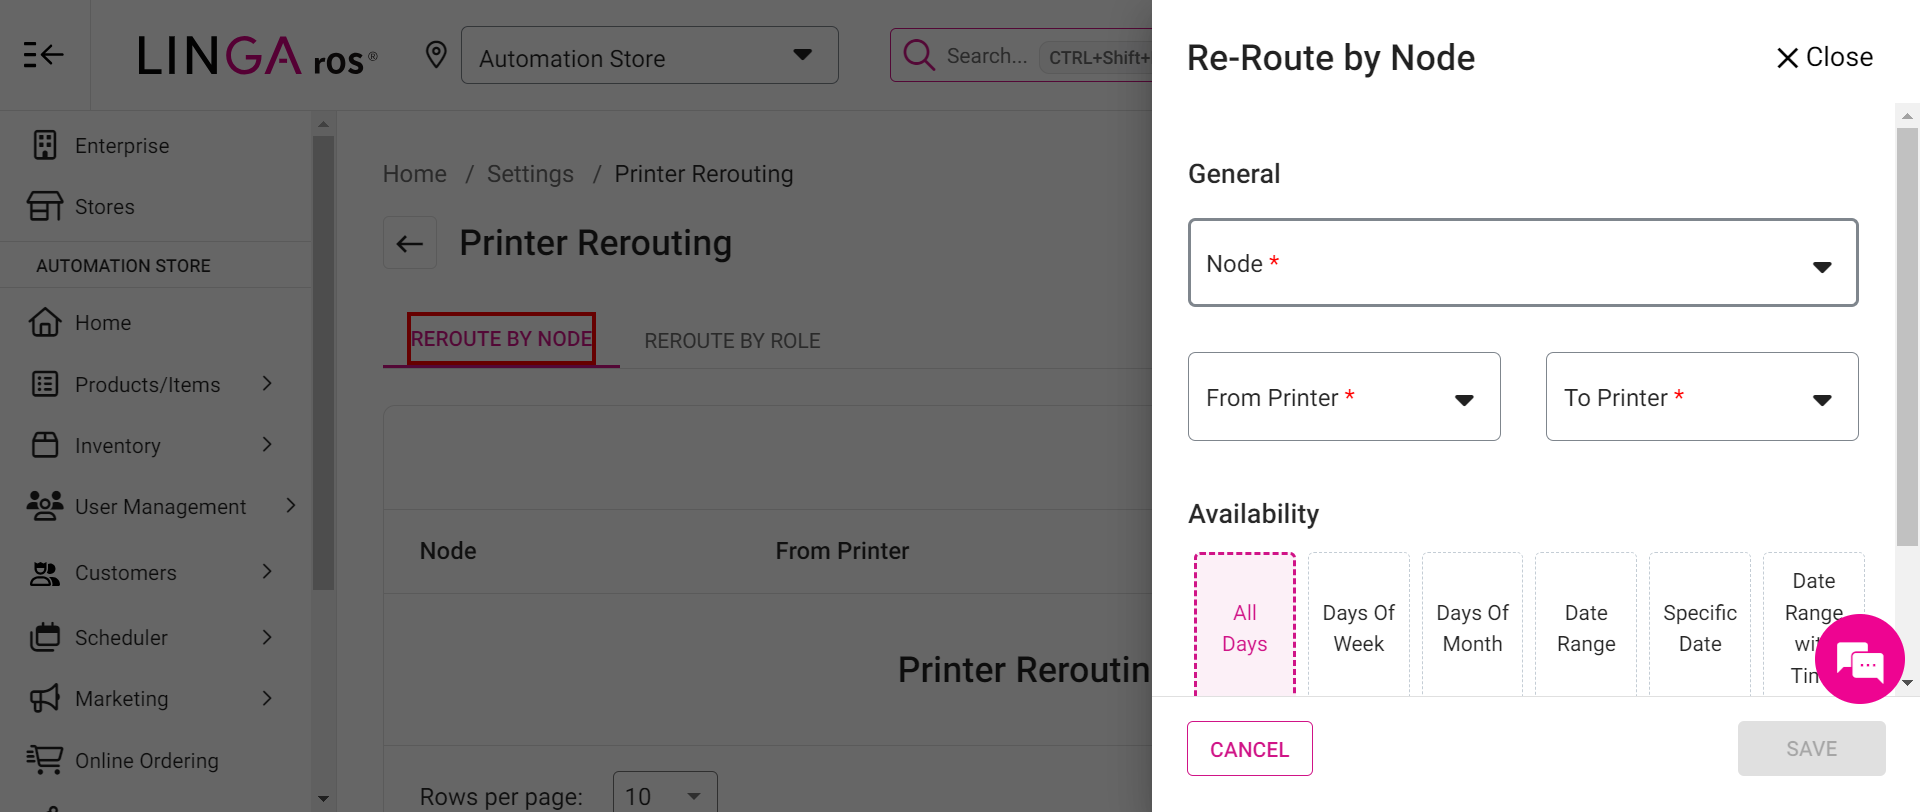 LINGA ros®
Automation Store
Search... CTRL+Shift+
Enterprise
Stores
AUTOMATION STORE
Home
Products/Items
Inventory
User Management
Customers
Scheduler
Marketing
Online Ordering
Home / Settings / Printer Rerouting
Printer Rerouting
REROUTE BY NODE REROUTE BY ROLE
Node From Printer
Printer Rerouting
Rows per page: 10
Re-Route by Node
Close
General
Node *
From Printer * To Printer *
Availability
All
Days
Days Of
Week
Days Of
Month
Date
Range
Specific
Date
Date
Range
CANCEL SAVE